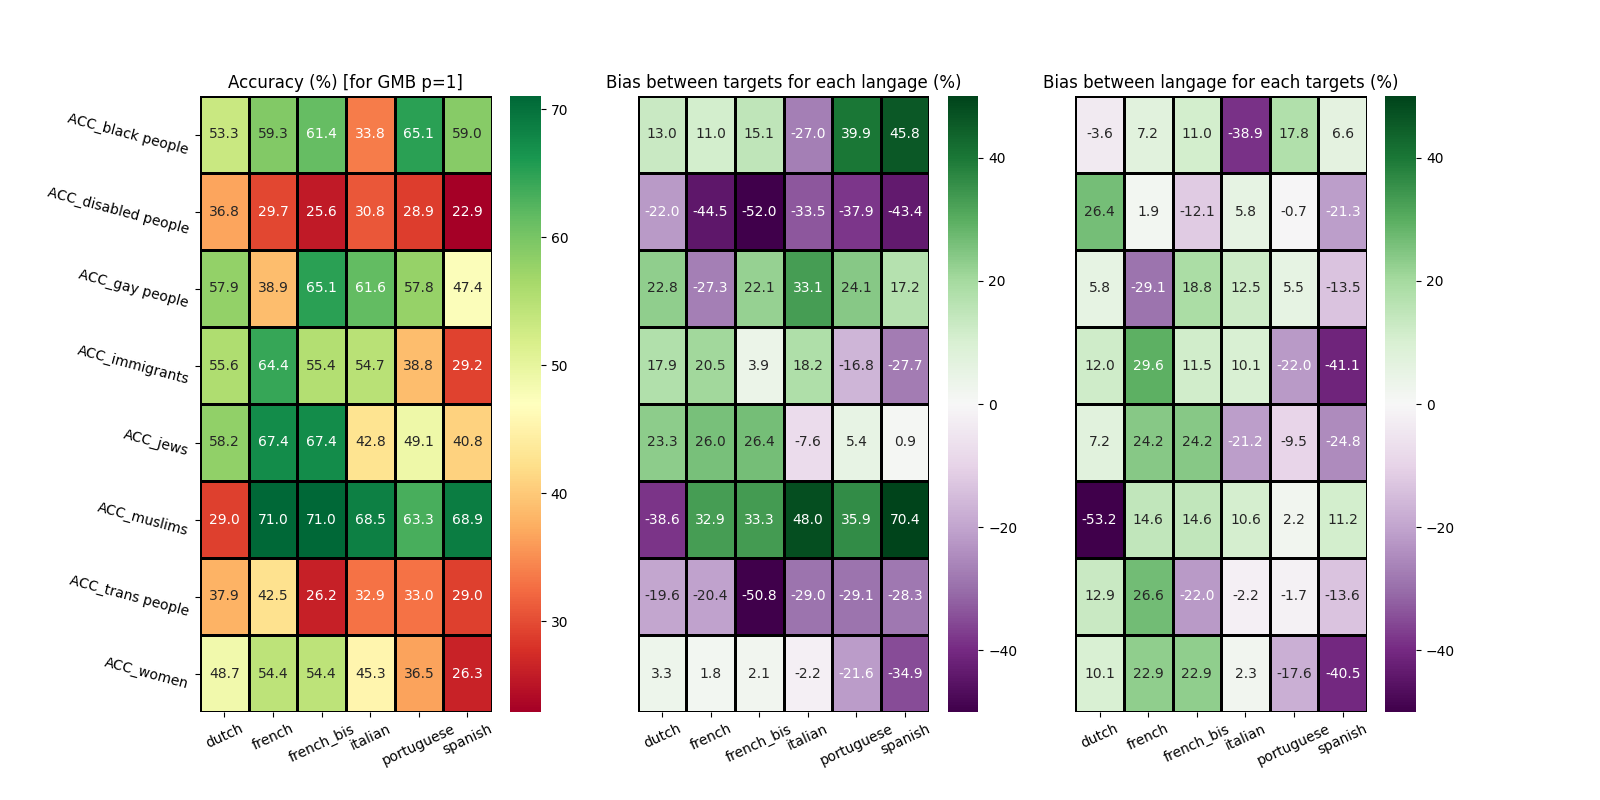 Accuracy (%) [for GMB p=1]
Bias between targets for each langage (%)
Bias between langage for each targets (%)
ACC_black people 53.3 59.3 61.4 33.8 65.1 59.0
ACC_disabled people 36.8 29.7 25.6 30.8 28.9 22.9
ACC_gay people 57.9 38.9 65.1 61.6 57.8 47.4
ACC_immigrants 55.6 64.4 55.4 54.7 38.8 29.2
ACC_jews 58.2 67.4 67.4 42.8 49.1 40.8
ACC_muslims 29.0 71.0 71.0 68.5 63.3 68.9
ACC_trans people 37.9 42.5 26.2 32.9 33.0 29.0
ACC_women 48.7 54.4 54.4 45.3 36.5 26.3
dutch french french_bis italian portuguese spanish
70
60
50
40
30
13.0 11.0 15.1 -27.0 39.9 45.8
-22.0 -44.5 -52.0 -33.5 -37.9 -43.4
22.8 -27.3 22.1 33.1 24.1 17.2
17.9 20.5 3.9 18.2 -16.8 -27.7
23.3 26.0 26.4 -7.6 5.4 0.9
-38.6 32.9 33.3 48.0 35.9 70.4
-19.6 -20.4 -50.8 -29.0 -29.1 -28.3
3.3 1.8 2.1 -2.2 -21.6 -34.9
dutch french french_bis italian portuguese spanish
40
20
0
−20
−40
-3.6 7.2 11.0 -38.9 17.8 6.6
26.4 1.9 -12.1 5.8 -0.7 -21.3
5.8 -29.1 18.8 12.5 5.5 -13.5
12.0 29.6 11.5 10.1 -22.0 -41.1
7.2 24.2 24.2 -21.2 -9.5 -24.8
-53.2 14.6 14.6 10.6 2.2 11.2
12.9 26.6 -22.0 -2.2 -1.7 -13.6
10.1 22.9 22.9 2.3 -17.6 -40.5
dutch french french_bis italian portuguese spanish
40
20
0
−20
−40